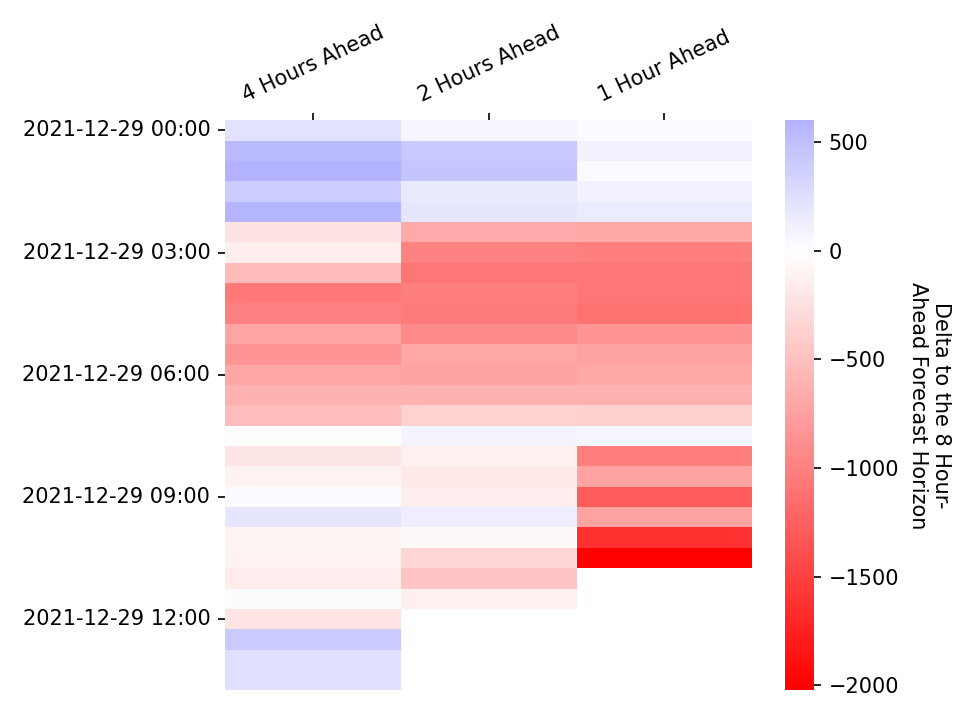 4 Hours Ahead
2 Hours Ahead
1 Hour Ahead
2021-12-29 00:00
2021-12-29 03:00
2021-12-29 06:00
2021-12-29 09:00
2021-12-29 12:00
500
0
−500
−1000
−1500
−2000
Delta to the 8 Hour-
Ahead Forecast Horizon